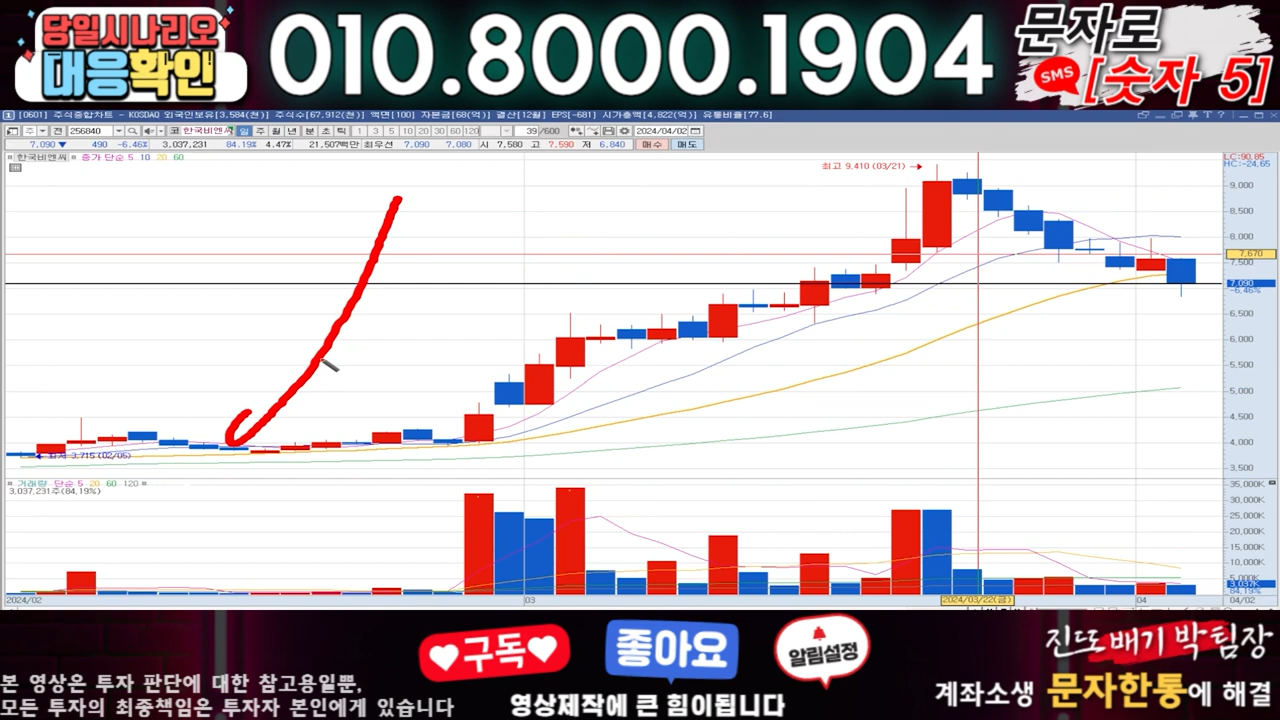 당일시나리오
대응확인
010.8000.1904
문자로
SMS [숫자 5]
[0601] 주식종합차트 - KOSDAQ 외국인보유[3,584(천)] 주식수[67,912(천)] 액면[100] 자본금[68(억)] 결산[12월] EPS[-681] 시가총액[4,822(억)] 유통비율[77.6]
주 전 256840 코 한국비엔씨 일 주 월 년 분 초 틱 1 3 5 10 20 30 60 120 39 /600 2024/04/02
7,090 ▼ 490 -6.46% 3,037,231 84.19% 4.47% 21,507백만 최우선 7,090 7,080 시 7,580 고 7,590 저 6,840 매수 매도
한국비엔씨 종가 단순 5 10 20 60
LC:90.85
HC:-24.65
최고 9,410 (03/21) →
9,000
8,500
8,000
7,670
7,500
7,090
-6.46%
6,500
6,000
5,500
5,000
4,500
4,000
← 최저 3,715 (02/05)
3,500
거래량 단순 5 20 60 120
3,037,231주(84.19%)
35,000K
30,000K
25,000K
20,000K
15,000K
10,000K
5,000K
3,037K
84.19%
2024/02 03 2024/03/22(금) 04 04/02
구독 좋아요 알림설정
영상제작에 큰 힘이됩니다
본 영상은 투자 판단에 대한 참고용일뿐,
모든 투자의 최종책임은 투자자 본인에게 있습니다
진또배기 박팀장
계좌소생 문자한통에 해결